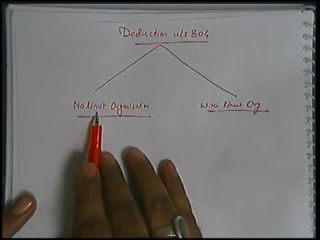 Deduction u/s 80G
No limit Organisation
With limit Org